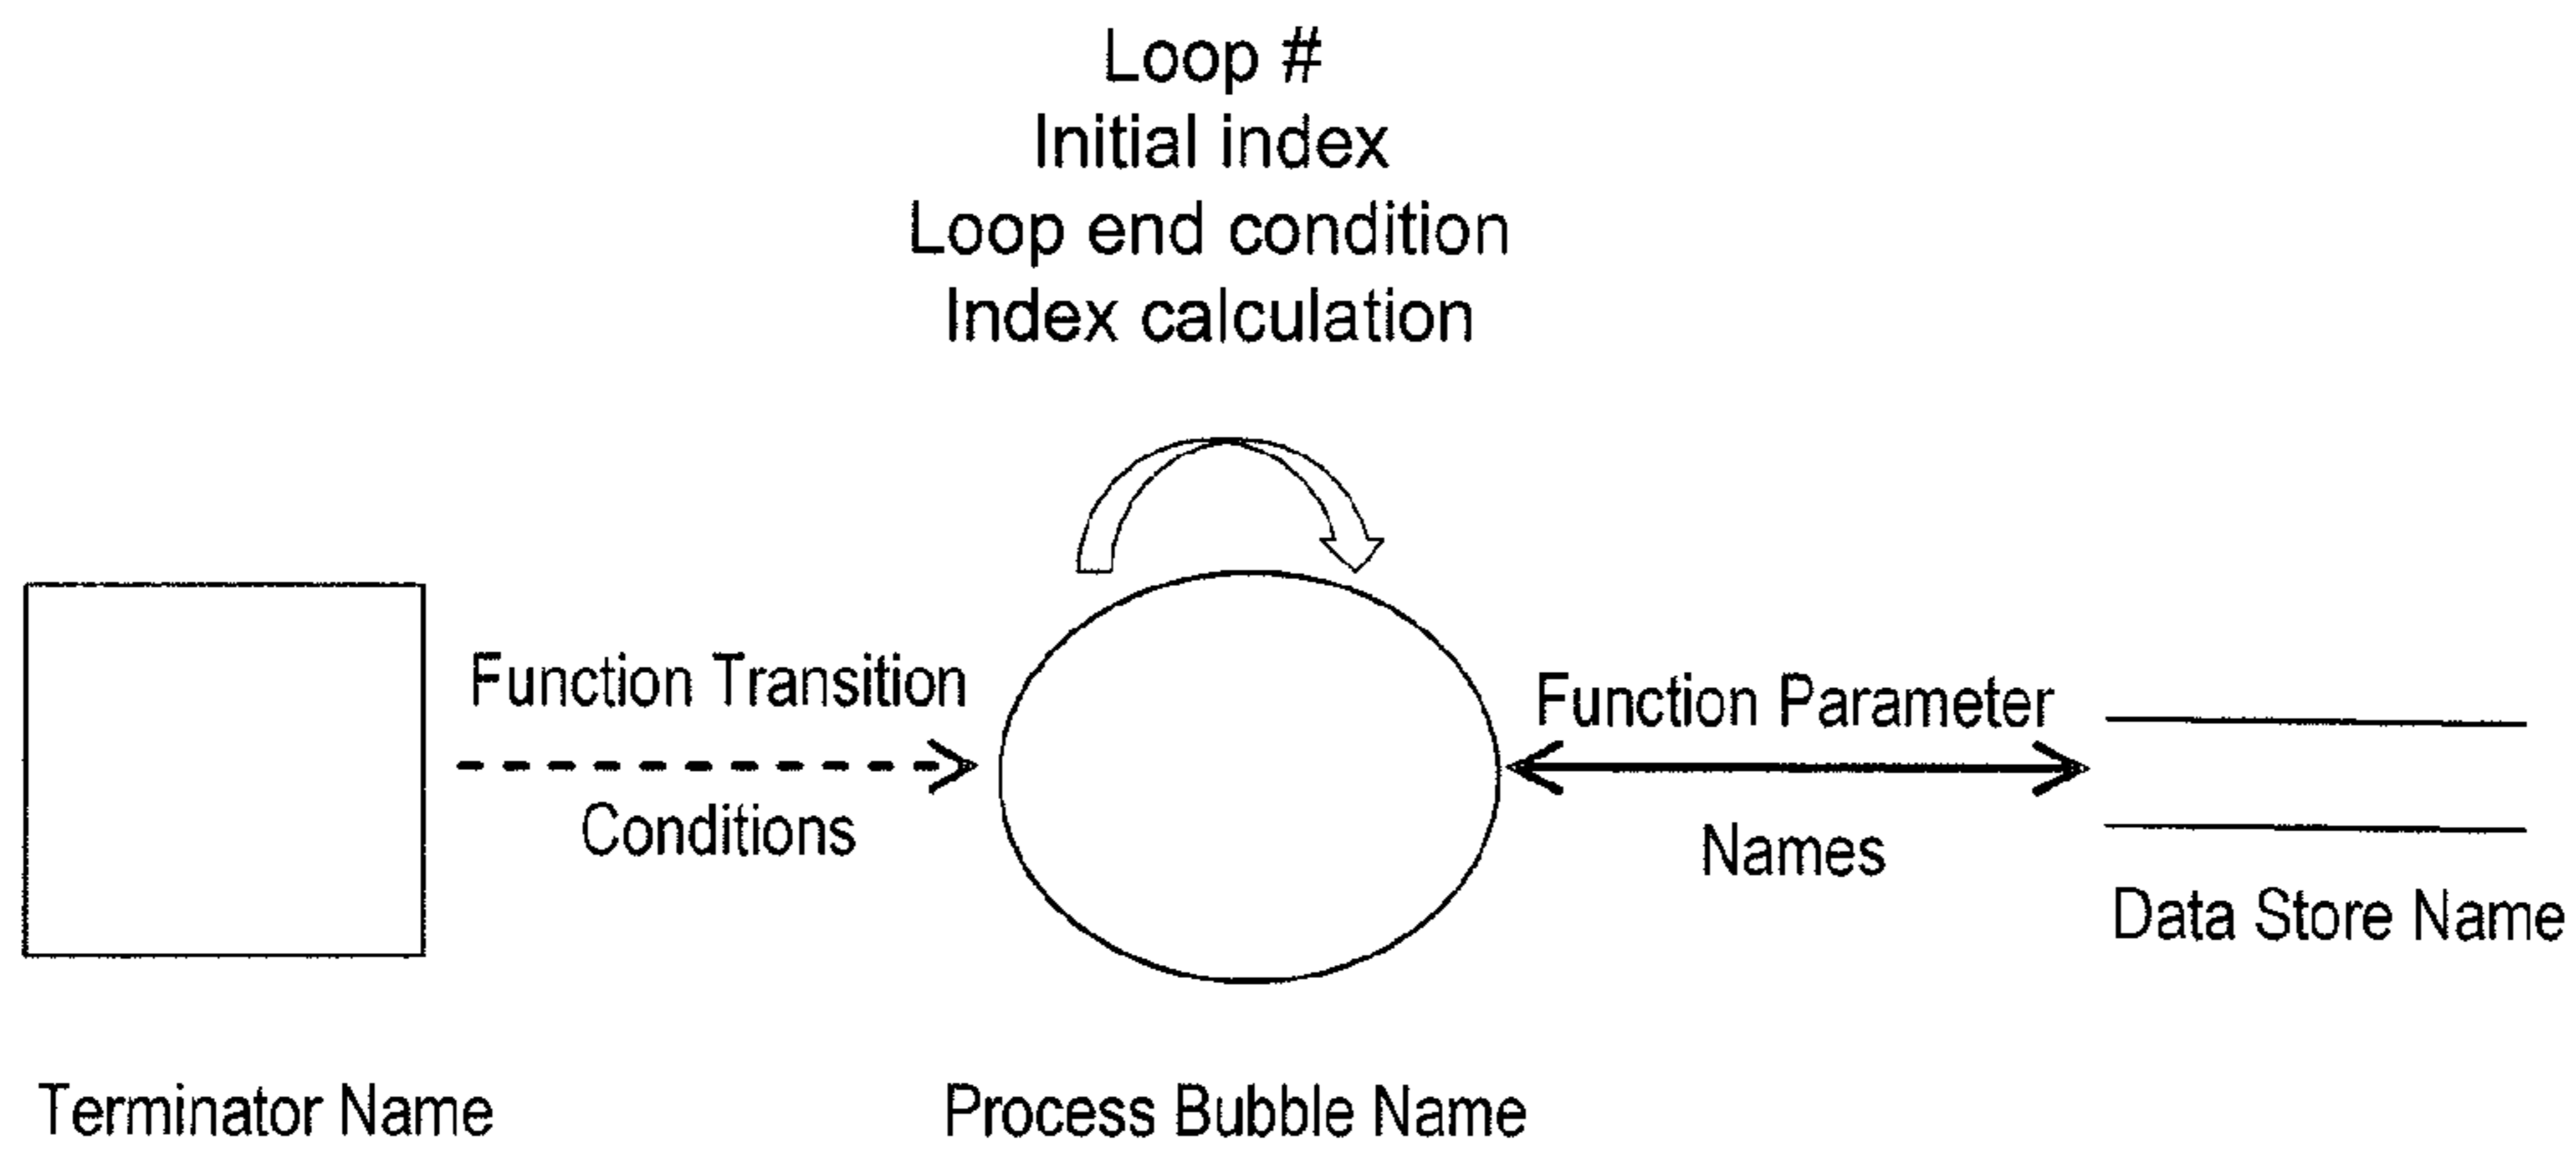 Loop #
Initial index
Loop end condition
Index calculation
Function Transition
Conditions
Function Parameter
Names
Data Store Name
Terminator Name
Process Bubble Name